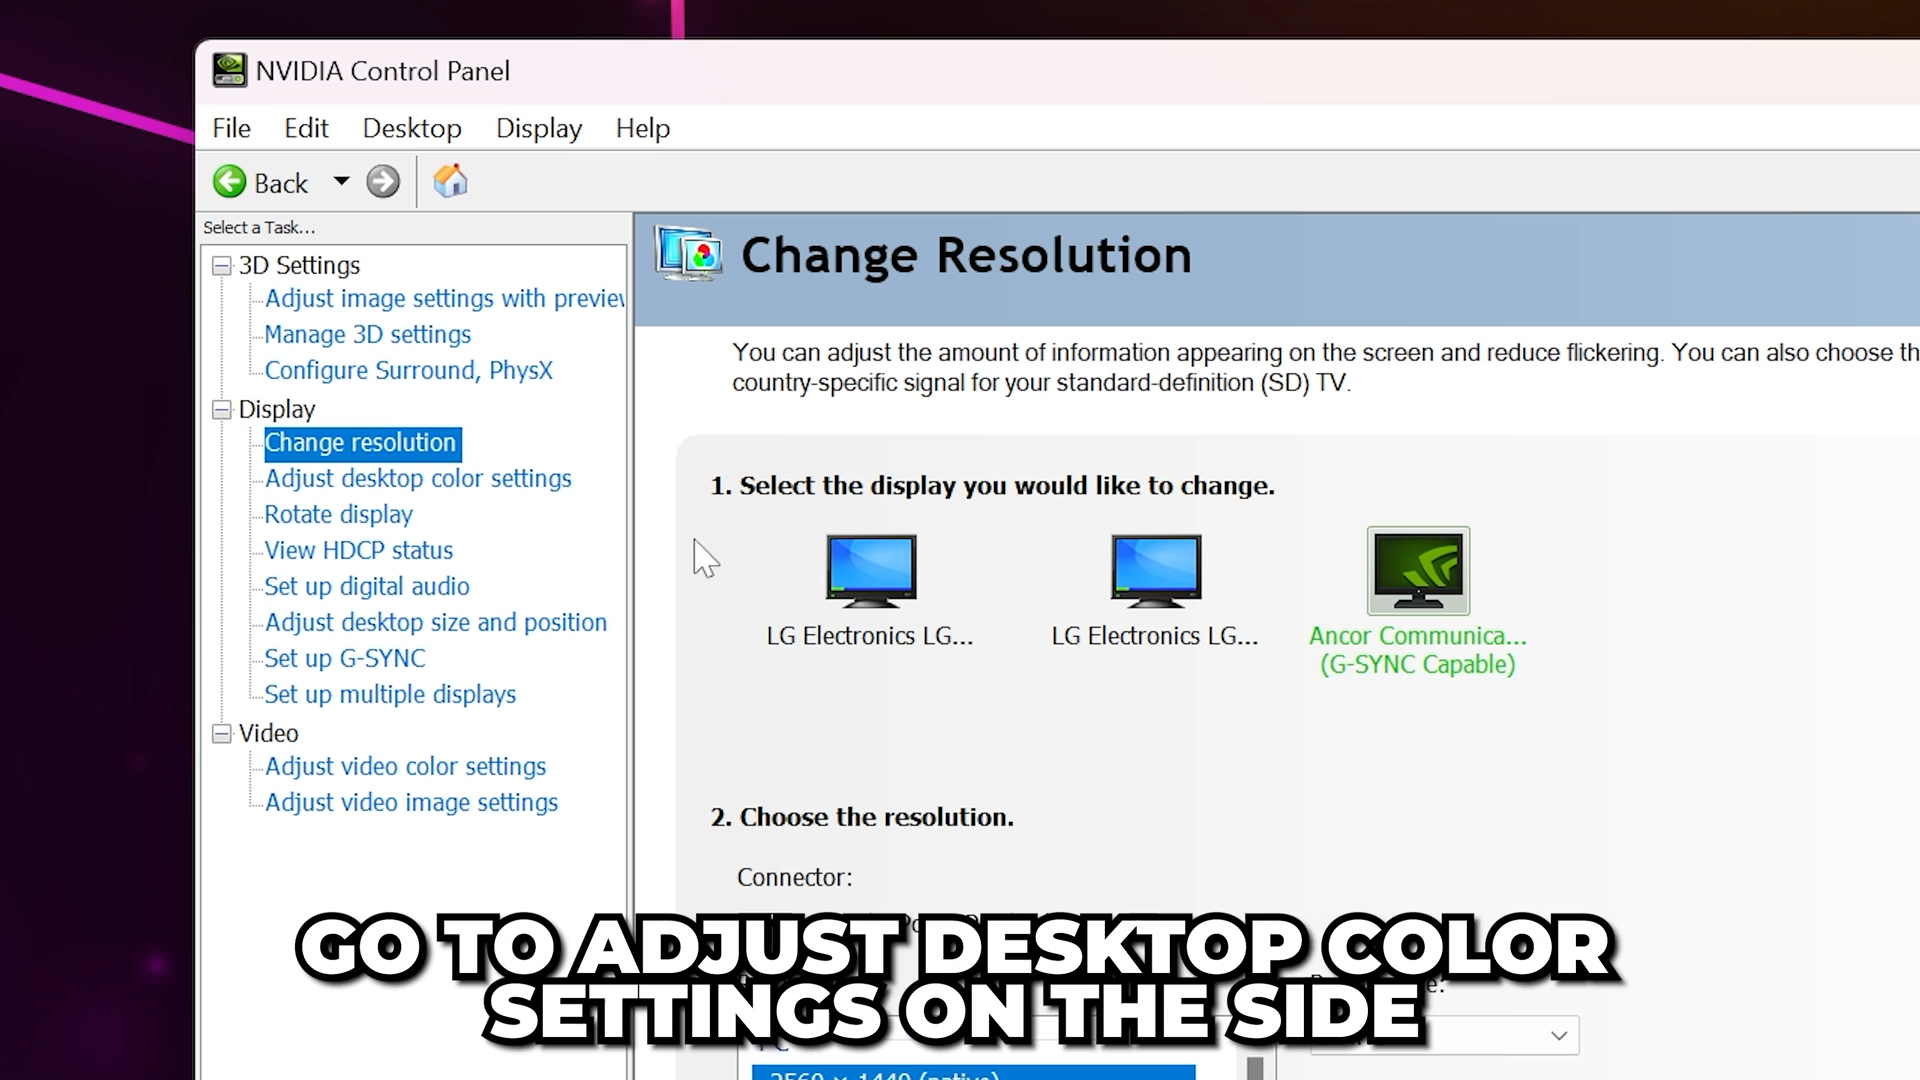 NVIDIA Control Panel
File Edit Desktop Display Help
Back
Select a Task...
3D Settings
Adjust image settings with preview
Manage 3D settings
Configure Surround, PhysX
Display
Change resolution
Adjust desktop color settings
Rotate display
View HDCP status
Set up digital audio
Adjust desktop size and position
Set up G-SYNC
Set up multiple displays
Video
Adjust video color settings
Adjust video image settings
Change Resolution
You can adjust the amount of information appearing on the screen and reduce flickering. You can also choose th
country-specific signal for your standard-definition (SD) TV.
1. Select the display you would like to change.
LG Electronics LG...
LG Electronics LG...
Ancor Communica...
(G-SYNC Capable)
2. Choose the resolution.
Connector:
GO TO ADJUST DESKTOP COLOR
SETTINGS ON THE SIDE
2560 × 1440 (native)